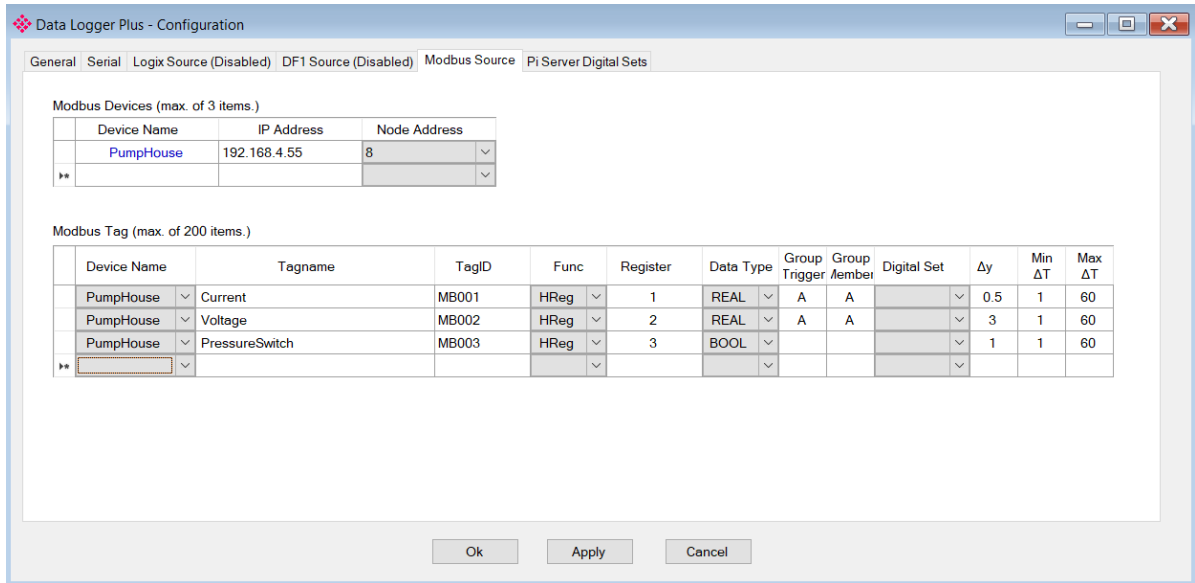 Data Logger Plus - Configuration
General Serial Logix Source (Disabled) DF1 Source (Disabled) Modbus Source Pi Server Digital Sets
Modbus Devices (max. of 3 items.)
Device Name IP Address Node Address
PumpHouse 192.168.4.55 8
Modbus Tag (max. of 200 items.)
Device Name Tagname TagID Func Register Data Type Group Trigger Group Member Digital Set Δy Min ΔT Max ΔT
PumpHouse Current MB001 HReg 1 REAL A A 0.5 1 60
PumpHouse Voltage MB002 HReg 2 REAL A A 3 1 60
PumpHouse PressureSwitch MB003 HReg 3 BOOL 1 1 60
Ok Apply Cancel